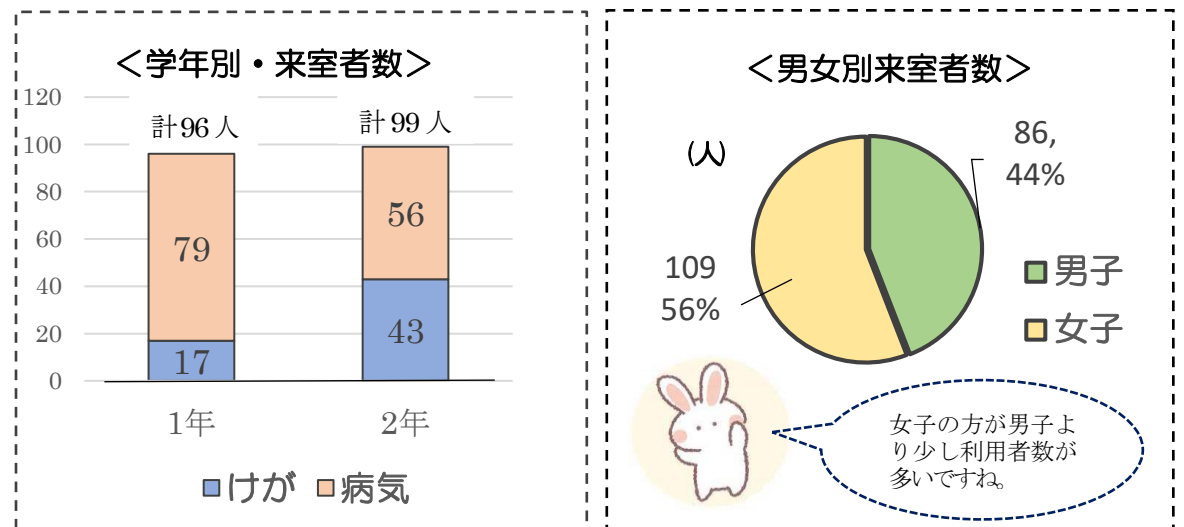 ＜学年別・来室者数＞
120
100
80
60
40
20
0
計96人
計99人
79
17
56
43
1年
2年
けが
病気
＜男女別来室者数＞
(人)
86,
44%
109
56%
男子
女子
女子の方が男子よ
り少し利用者数が
多いですね。